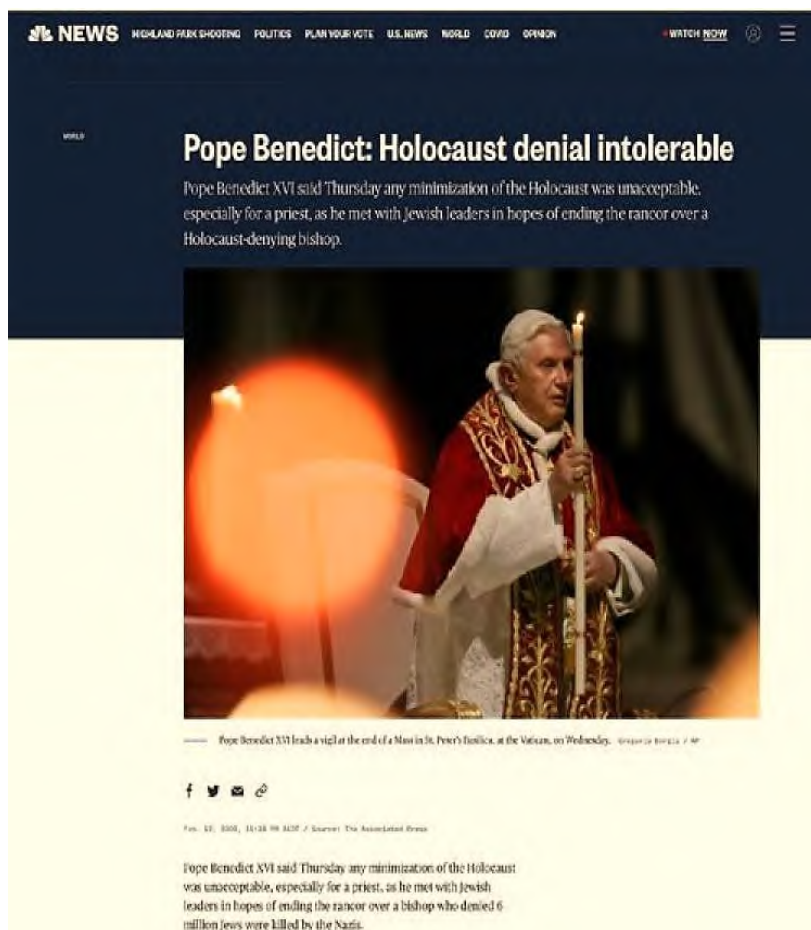 NEWS HIGHLAND PARK SHOOTING POLITICS PLAN YOUR VOTE U.S. NEWS WORLD COVID OPINION WATCH NOW
WORLD
Pope Benedict: Holocaust denial intolerable
Pope Benedict XVI said Thursday any minimization of the Holocaust was unacceptable,
especially for a priest, as he met with Jewish leaders in hopes of ending the rancor over a
Holocaust-denying bishop.
Pope Benedict XVI leads a vigil at the end of a Mass in St. Peter's Basilica, at the Vatican, on Wednesday. Gregorio Borgia / AP
/ Source: The Associated Press
Pope Benedict XVI said Thursday any minimization of the Holocaust
was unacceptable, especially for a priest, as he met with Jewish
leaders in hopes of ending the rancor over a bishop who denied 6
million Jews were killed by the Nazis.